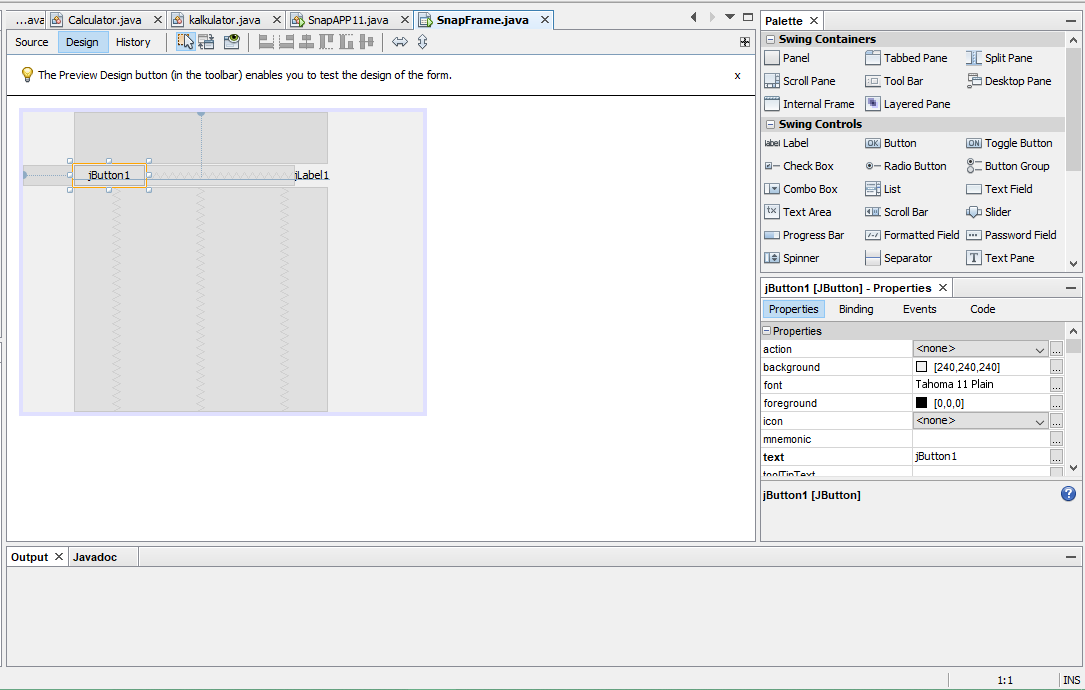 ...ava Calculator.java kalkulator.java SnapAPP11.java SnapFrame.java
Source Design History
The Preview Design button (in the toolbar) enables you to test the design of the form. x
jButton1 jLabel1
Palette
Swing Containers
Panel Tabbed Pane Split Pane
Scroll Pane Tool Bar Desktop Pane
Internal Frame Layered Pane
Swing Controls
label Label OK Button ON Toggle Button
Check Box Radio Button Button Group
Combo Box List Text Field
Text Area Scroll Bar Slider
Progress Bar Formatted Field Password Field
Spinner Separator T Text Pane
jButton1 [JButton] - Properties
Properties Binding Events Code
Properties
action <none> ...
background [240,240,240] ...
font Tahoma 11 Plain ...
foreground [0,0,0] ...
icon <none> ...
mnemonic ...
text jButton1 ...
toolTipText
jButton1 [JButton] ?
Output Javadoc
1:1 INS